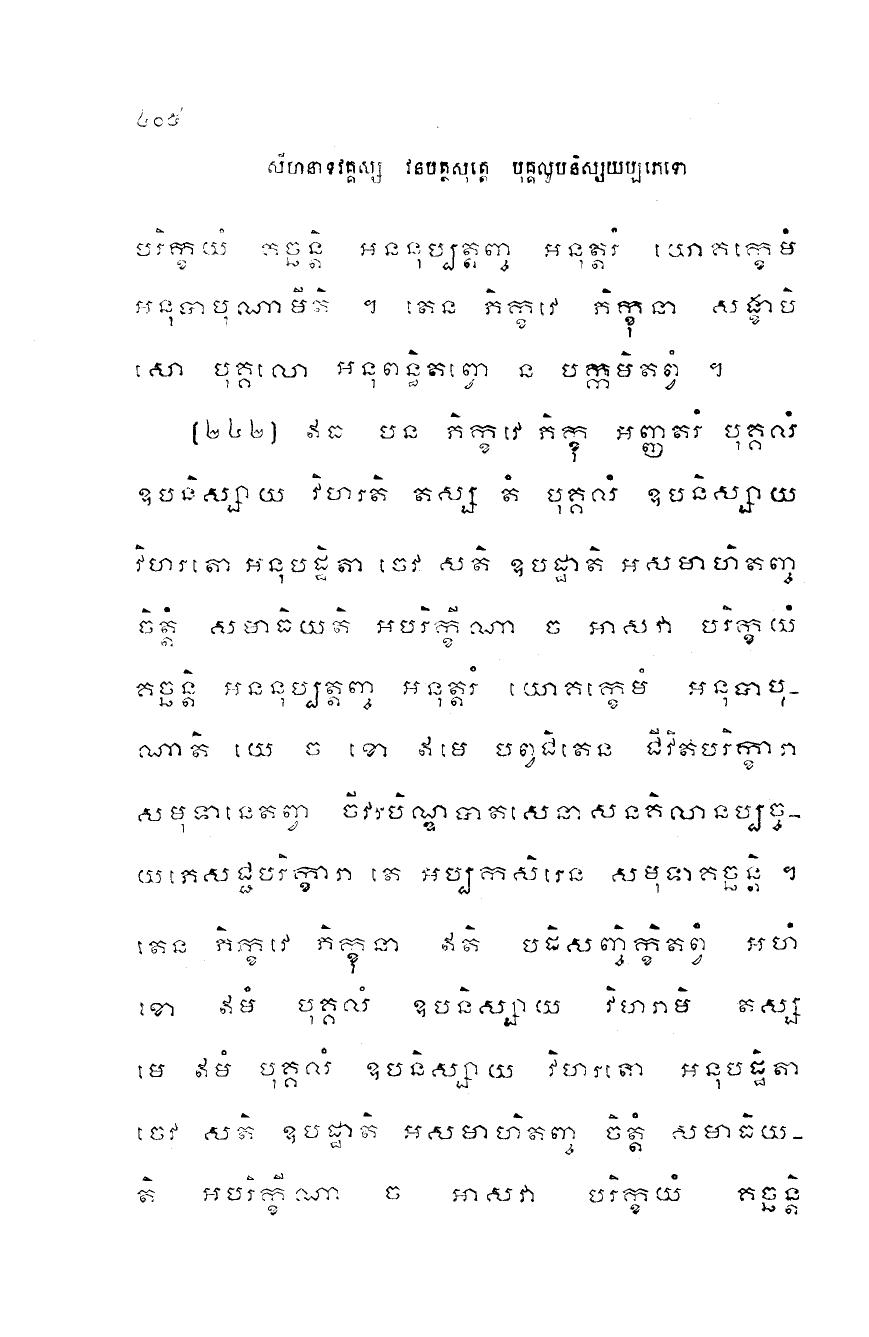 ៤០៥
សីហនាទវគ្គស្ស វនបត្ថសុត្តេ បុគ្គលូបនិស្សយប្បភេទោ
បរិក្ខយំ គច្ឆន្តិ អននុប្បត្តញ្ច អនុត្តរំ យោគក្ខេមំ
អនុបាបុណាមីតិ ។ តេន ភិក្ខវេ ភិក្ខុនា សង្ខាបិ
សោ បុគ្គលោ អនុពន្ធិតព្វោ ន បក្កមិតព្វំ ។
(២៤២) ឥធ បន ភិក្ខវេ ភិក្ខុ អញ្ញតរំ បុគ្គលំ
ឧបនិស្សាយ វិហរតិ តស្ស តំ បុគ្គលំ ឧបនិស្សាយ
វិហរតោ អនុបដ្ឋិតា ចេវ សតិ ឧបដ្ឋាតិ អសមាហិតញ្ច
ចិត្តំ សមាធិយតិ អបរិក្ខីណា ច អាសវា បរិក្ខយំ
គច្ឆន្តិ អននុប្បត្តញ្ច អនុត្តរំ យោគក្ខេមំ អនុបាបុ-
ណាតិ យេ ច ខោ ឥមេ បព្វជិតេន ជីវិតបរិក្ខារា
សមុទានេតព្វា ចីវរបិណ្ឌបាតសេនាសនគិលានប្បច្ច-
យភេសជ្ជបរិក្ខារា តេ អប្បកសិរេន សមុទាគច្ឆន្តិ ។
តេន ភិក្ខវេ ភិក្ខុនា ឥតិ បដិសញ្ចិក្ខិតព្វំ អហំ
ខោ ឥមំ បុគ្គលំ ឧបនិស្សាយ វិហរាមិ តស្ស
មេ ឥមំ បុគ្គលំ ឧបនិស្សាយ វិហរតោ អនុបដ្ឋិតា
ចេវ សតិ ឧបដ្ឋាតិ អសមាហិតញ្ច ចិត្តំ សមាធិយ-
តិ អបរិក្ខីណា ច អាសវា បរិក្ខយំ គច្ឆន្តិ